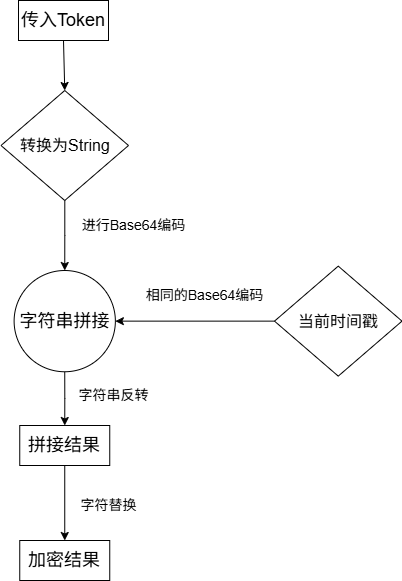 传入Token
转换为String
进行Base64编码
相同的Base64编码
字符串拼接
当前时间戳
字符串反转
拼接结果
字符替换
加密结果